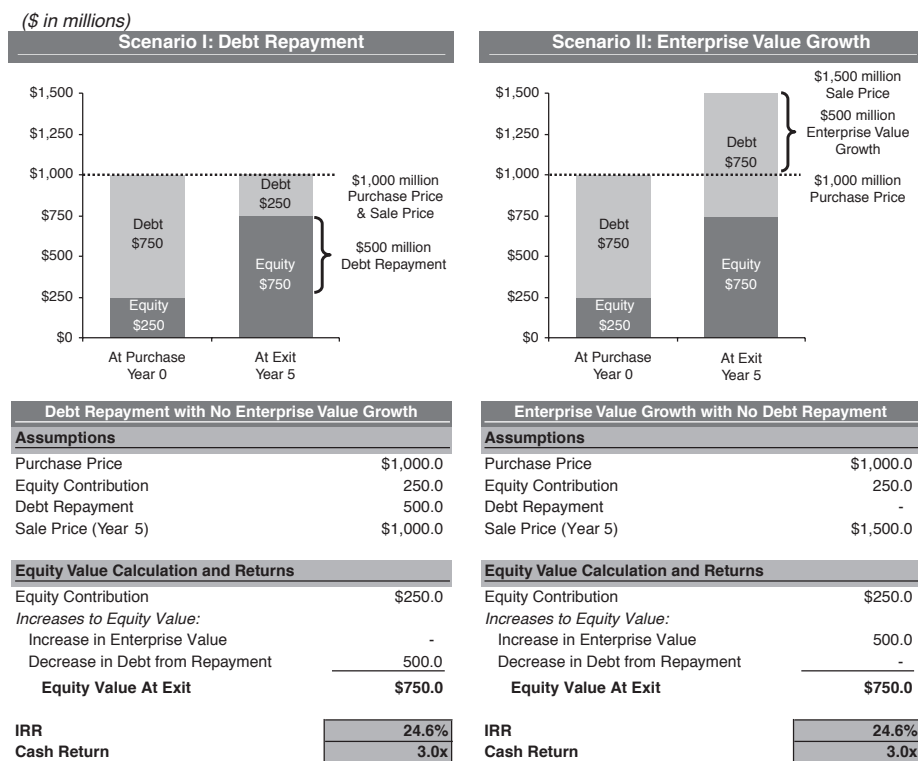 ($ in millions)
Scenario I: Debt Repayment
$1,500
$1,250
$1,000
$750
$500
$250
$0
Debt
$750
Equity
$250
Debt
$250
Equity
$750
$1,000 million
Purchase Price
& Sale Price
$500 million
Debt Repayment
At Purchase
Year 0
At Exit
Year 5
Scenario II: Enterprise Value Growth
$1,500
$1,250
$1,000
$750
$500
$250
$0
Debt
$750
Equity
$250
Debt
$750
Equity
$750
$1,500 million
Sale Price
$500 million
Enterprise Value
Growth
$1,000 million
Purchase Price
At Purchase
Year 0
At Exit
Year 5
Debt Repayment with No Enterprise Value Growth
Assumptions
Purchase Price $1,000.0
Equity Contribution 250.0
Debt Repayment 500.0
Sale Price (Year 5) $1,000.0
Equity Value Calculation and Returns
Equity Contribution $250.0
Increases to Equity Value:
Increase in Enterprise Value -
Decrease in Debt from Repayment 500.0
Equity Value At Exit $750.0
IRR 24.6%
Cash Return 3.0x
Enterprise Value Growth with No Debt Repayment
Assumptions
Purchase Price $1,000.0
Equity Contribution 250.0
Debt Repayment -
Sale Price (Year 5) $1,500.0
Equity Value Calculation and Returns
Equity Contribution $250.0
Increases to Equity Value:
Increase in Enterprise Value 500.0
Decrease in Debt from Repayment -
Equity Value At Exit $750.0
IRR 24.6%
Cash Return 3.0x